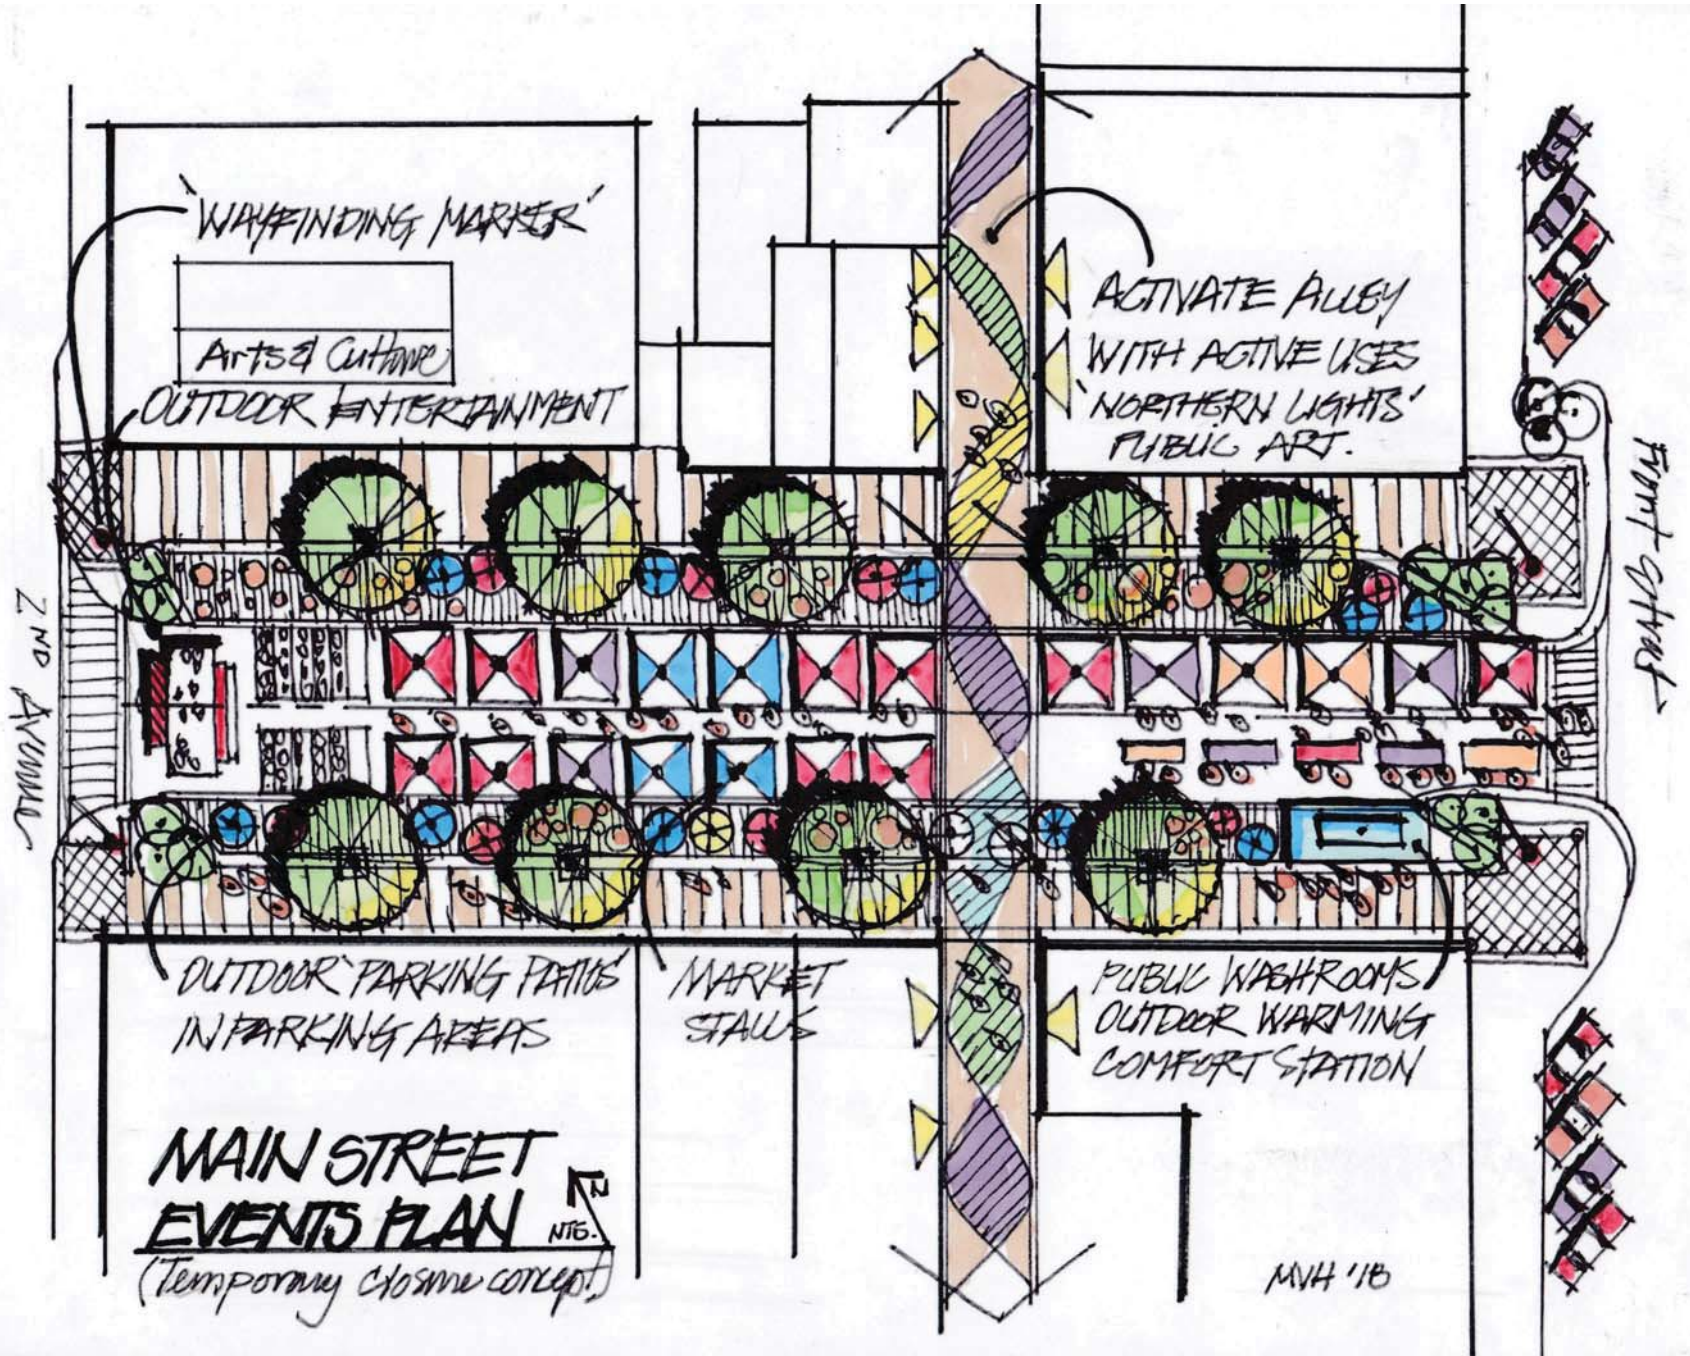 'WAYFINDING MARKER'
Arts & Culture
OUTDOOR ENTERTAINMENT
ACTIVATE ALLEY
WITH ACTIVE USES
'NORTHERN LIGHTS'
PUBLIC ART.
2ND Avenue
Front Street
OUTDOOR 'PARKING PATIOS'
IN PARKING AREAS
MARKET
STALLS
PUBLIC WASHROOMS
OUTDOOR WARMING
COMFORT STATION
MAIN STREET
EVENTS PLAN
N
NTS.
(Temporary closure concept)
MVH '18